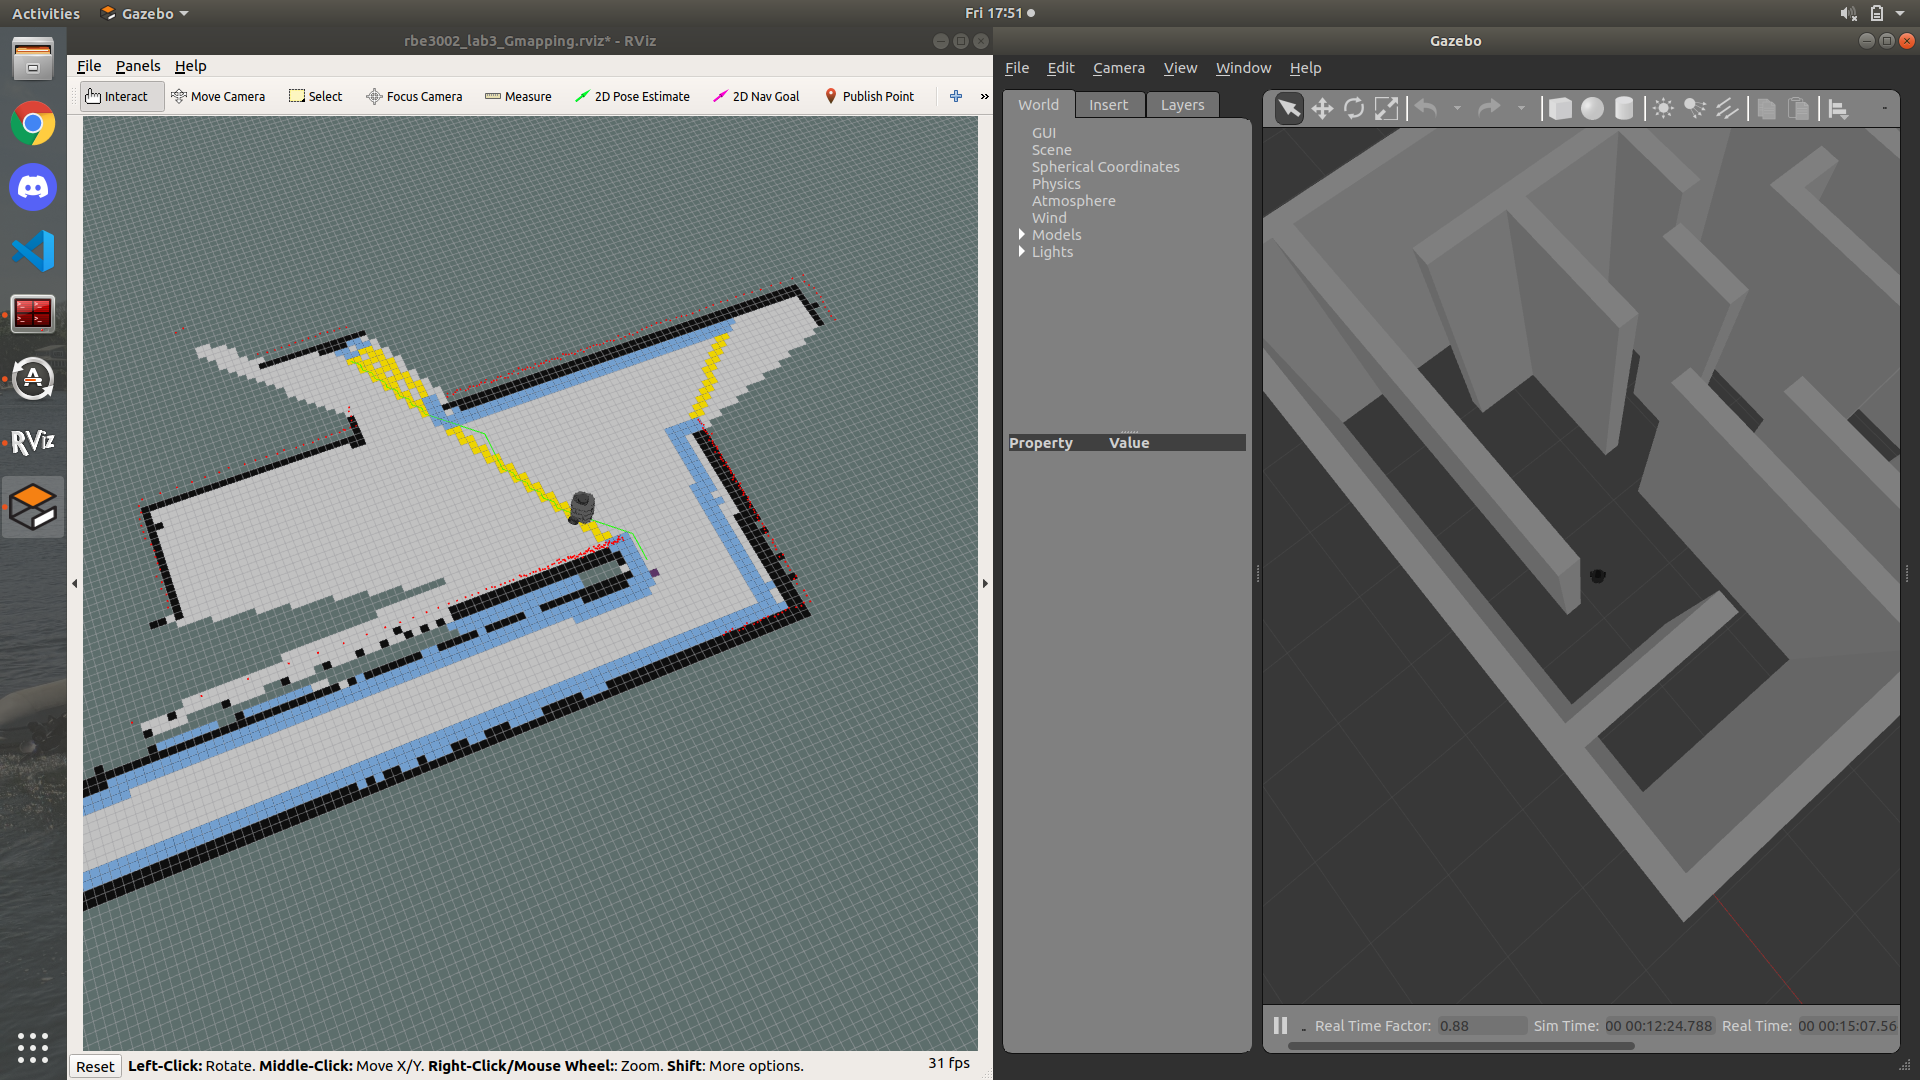 Activities Gazebo Fri 17:51
rbe3002_lab3_Gmapping.rviz* - RViz
File Panels Help
Interact Move Camera Select Focus Camera Measure 2D Pose Estimate 2D Nav Goal Publish Point »
RViz
Reset Left-Click: Rotate. Middle-Click: Move X/Y. Right-Click/Mouse Wheel:: Zoom. Shift: More options. 31 fps
Gazebo
File Edit Camera View Window Help
World Insert Layers
GUI
Scene
Spherical Coordinates
Physics
Atmosphere
Wind
Models
Lights
Property Value
Real Time Factor: 0.88 Sim Time: 00 00:12:24.788 Real Time: 00 00:15:07.56